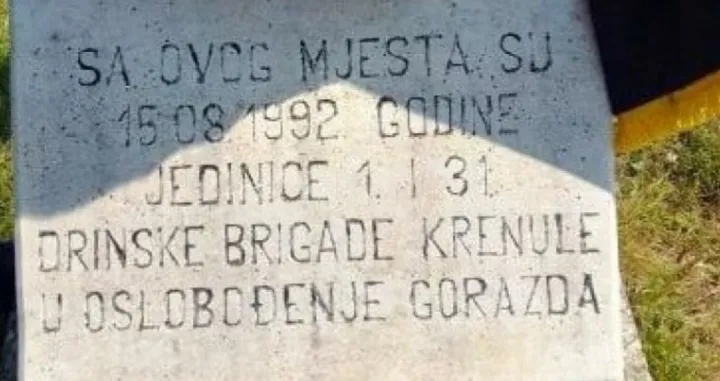 SA OVOG MJESTA SU
15.08.1992. GODINE
JEDINICE 1. I 31.
DRINSKE BRIGADE KRENULE
U OSLOBOĐENJE GORAZDA